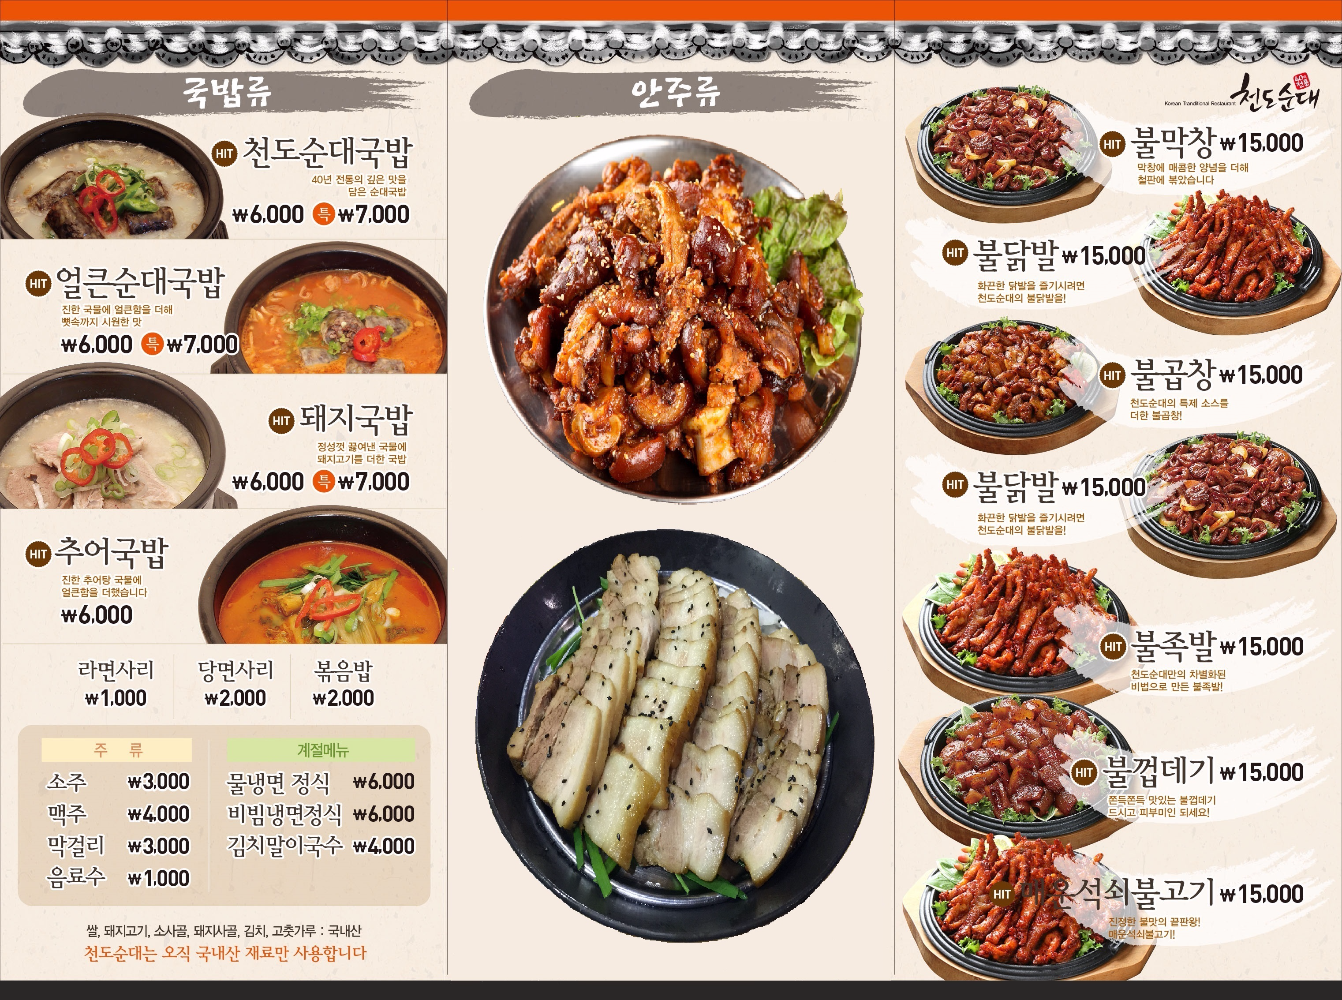 국밥류
HIT 천도순대국밥
40년 전통의 깊은 맛을
담은 순대국밥
₩6,000 특 ₩7,000
HIT 얼큰순대국밥
진한 국물에 얼큰함을 더해
뼛속까지 시원한 맛
₩6,000 특 ₩7,000
HIT 돼지국밥
정성껏 끓여낸 국물에
돼지고기를 더한 국밥
₩6,000 특 ₩7,000
HIT 추어국밥
진한 추어탕 국물에
얼큰함을 더했습니다
₩6,000
라면사리 당면사리 볶음밥
₩1,000 ₩2,000 ₩2,000
주 류
소주 ₩3,000
맥주 ₩4,000
막걸리 ₩3,000
음료수 ₩1,000
계절메뉴
물냉면 정식 ₩6,000
비빔냉면정식 ₩6,000
김치말이국수 ₩4,000
쌀, 돼지고기, 소사골, 돼지사골, 김치, 고춧가루 : 국내산
천도순대는 오직 국내산 재료만 사용합니다
안주류
Korean Tranditional Restaurant 천도순대
HIT 불막창 ₩15,000
막창에 매콤한 양념을 더해
철판에 볶았습니다
HIT 불닭발 ₩15,000
화끈한 닭발을 즐기시려면
천도순대의 불닭발을!
HIT 불곱창 ₩15,000
천도순대의 특제 소스를
더한 불곱창!
HIT 불닭발 ₩15,000
화끈한 닭발을 즐기시려면
천도순대의 불닭발을!
HIT 불족발 ₩15,000
천도순대만의 차별화된
비법으로 만든 불족발!
HIT 불껍데기 ₩15,000
쫀득쫀득 맛있는 불껍데기
드시고 피부미인 되세요!
HIT 매운석쇠불고기 ₩15,000
진정한 불맛의 끝판왕!
매운석쇠불고기!